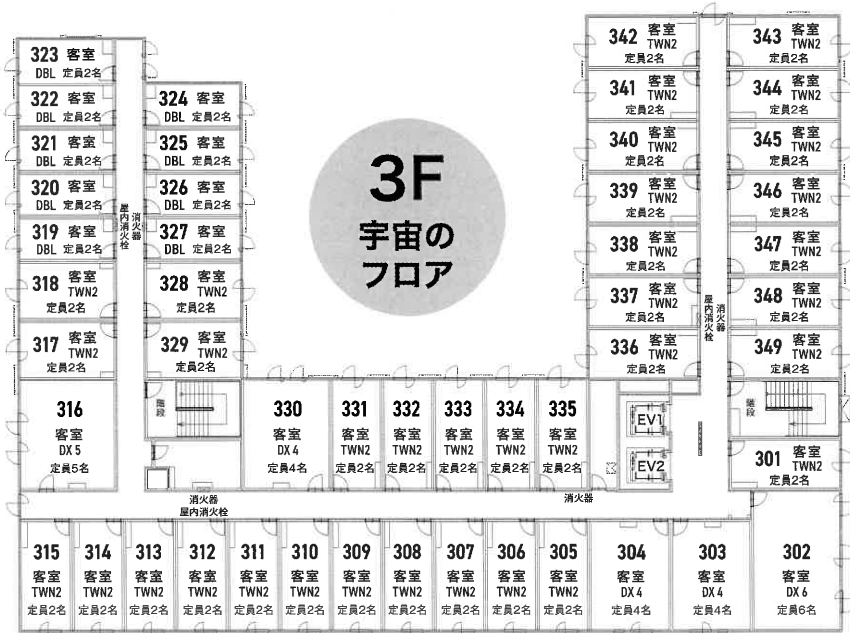 3F
宇宙の
フロア
323 客室
DBL 定員2名
322 客室
DBL 定員2名
321 客室
DBL 定員2名
320 客室
DBL 定員2名
319 客室
DBL 定員2名
318 客室
TWN2
定員2名
317 客室
TWN2
定員2名
316
客室
DX 5
定員5名
消火器
屋内消火栓
324 客室
DBL 定員2名
325 客室
DBL 定員2名
326 客室
DBL 定員2名
327 客室
DBL 定員2名
328 客室
TWN2
定員2名
329 客室
TWN2
定員2名
階段
330
客室
DX 4
定員4名
331
客室
TWN2
定員2名
332
客室
TWN2
定員2名
333
客室
TWN2
定員2名
334
客室
TWN2
定員2名
335
客室
TWN2
定員2名
342 客室
TWN2
定員2名
341 客室
TWN2
定員2名
340 客室
TWN2
定員2名
339 客室
TWN2
定員2名
338 客室
TWN2
定員2名
337 客室
TWN2
定員2名
336 客室
TWN2
定員2名
消火器
屋内消火栓
343 客室
TWN2
定員2名
344 客室
TWN2
定員2名
345 客室
TWN2
定員2名
346 客室
TWN2
定員2名
347 客室
TWN2
定員2名
348 客室
TWN2
定員2名
349 客室
TWN2
定員2名
階段
EV1
EV2
301 客室
TWN2
定員2名
消火器
屋内消火栓
消火器
315
客室
TWN2
定員2名
314
客室
TWN2
定員2名
313
客室
TWN2
定員2名
312
客室
TWN2
定員2名
311
客室
TWN2
定員2名
310
客室
TWN2
定員2名
309
客室
TWN2
定員2名
308
客室
TWN2
定員2名
307
客室
TWN2
定員2名
306
客室
TWN2
定員2名
305
客室
TWN2
定員2名
304
客室
DX 4
定員4名
303
客室
DX 4
定員4名
302
客室
DX 6
定員6名